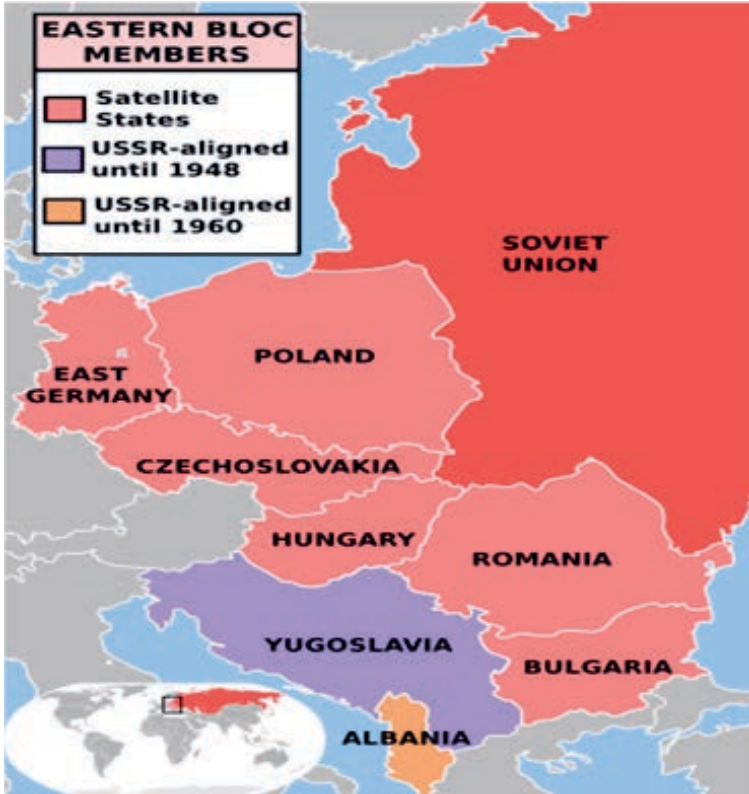 EASTERN BLOC
MEMBERS
Satellite
States
USSR-aligned
until 1948
USSR-aligned
until 1960
SOVIET
UNION
POLAND
EAST
GERMANY
CZECHOSLOVAKIA
HUNGARY
ROMANIA
YUGOSLAVIA
BULGARIA
ALBANIA